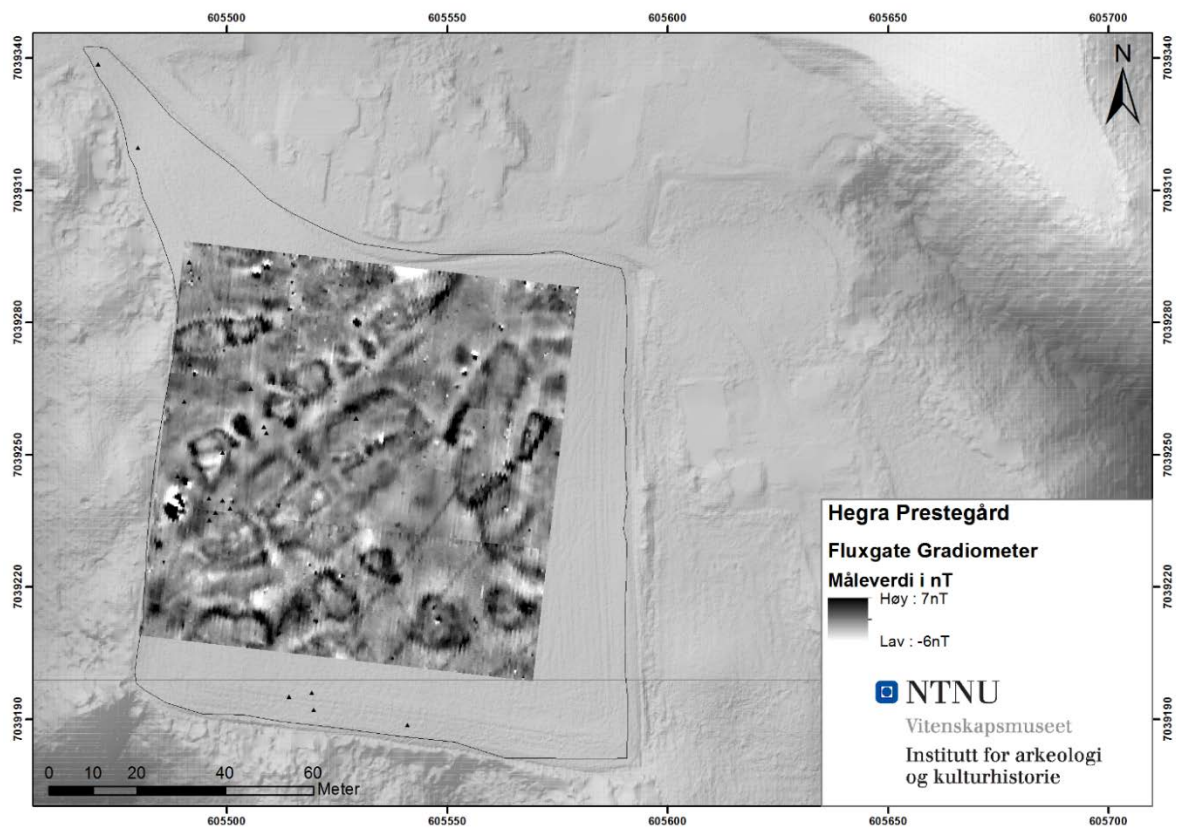 605500 605550 605600 605650 605700
7039340 7039340
N
7039310 7039310
7039280 7039280
7039250 7039250
Hegra Prestegård
Fluxgate Gradiometer
Måleverdi i nT
Høy : 7nT
7039220 7039220
Lav : -6nT
NTNU
7039190 7039190
Vitenskapsmuseet
Institutt for arkeologi
og kulturhistorie
0 10 20 40 60
Meter
605500 605550 605600 605650 605700